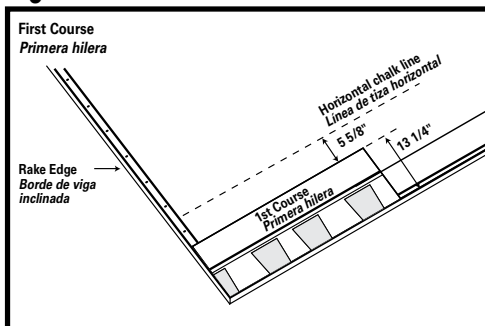 First Course
Primera hilera
Horizontal chalk line
Línea de tiza horizontal
5 5/8"
13 1/4"
Rake Edge
Borde de viga
inclinada
1st Course
Primera hilera